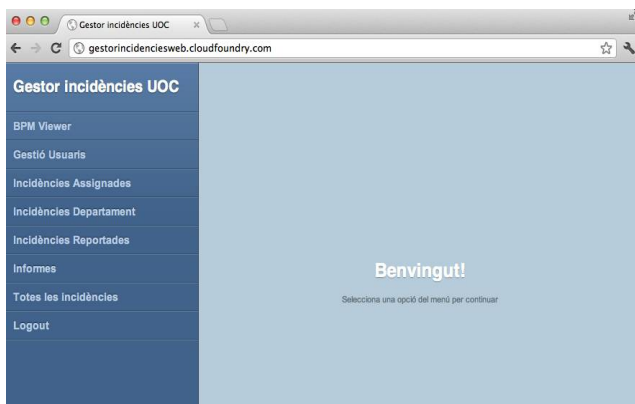 Gestor incidències UOC
gestorincidenciesweb.cloudfoundry.com
Gestor incidències UOC
BPM Viewer
Gestió Usuaris
Incidències Assignades
Incidències Departament
Incidències Reportades
Informes
Totes les incidències
Logout
Benvingut!
Selecciona una opció del menú per continuar